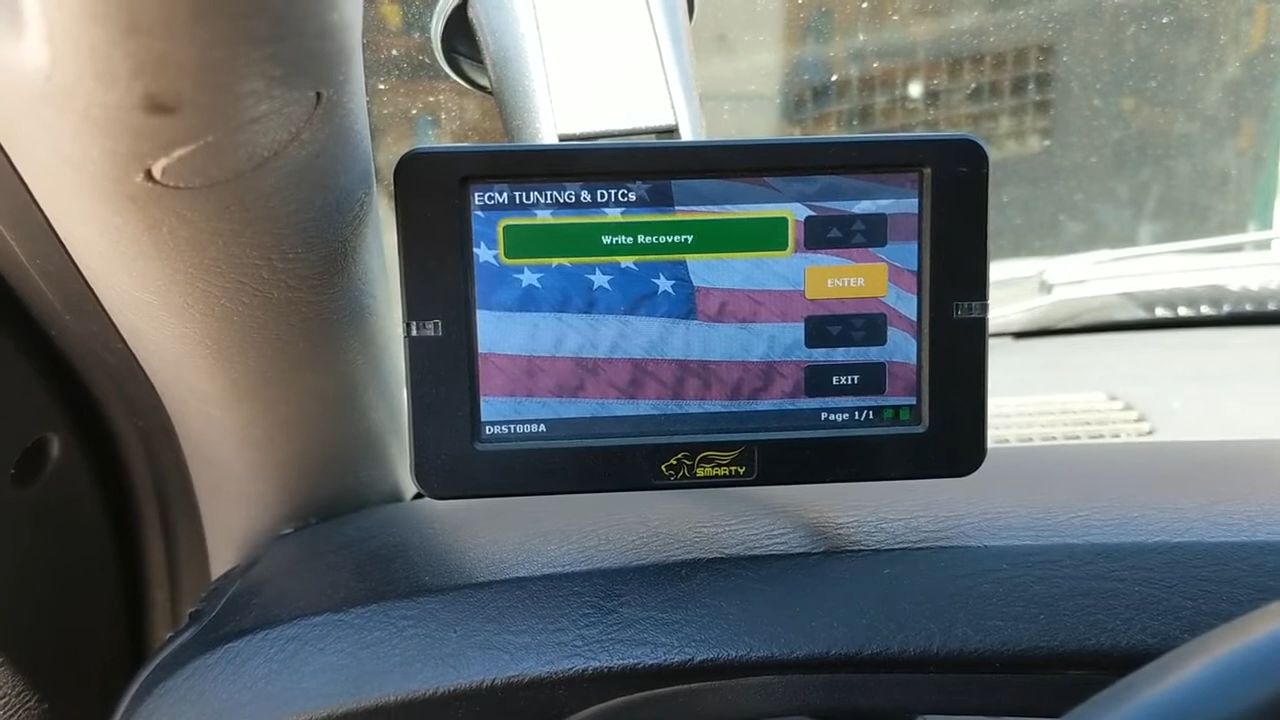 ECM TUNING & DTCs
Write Recovery
ENTER
EXIT
Page 1/1
DRST008A
SMARTY